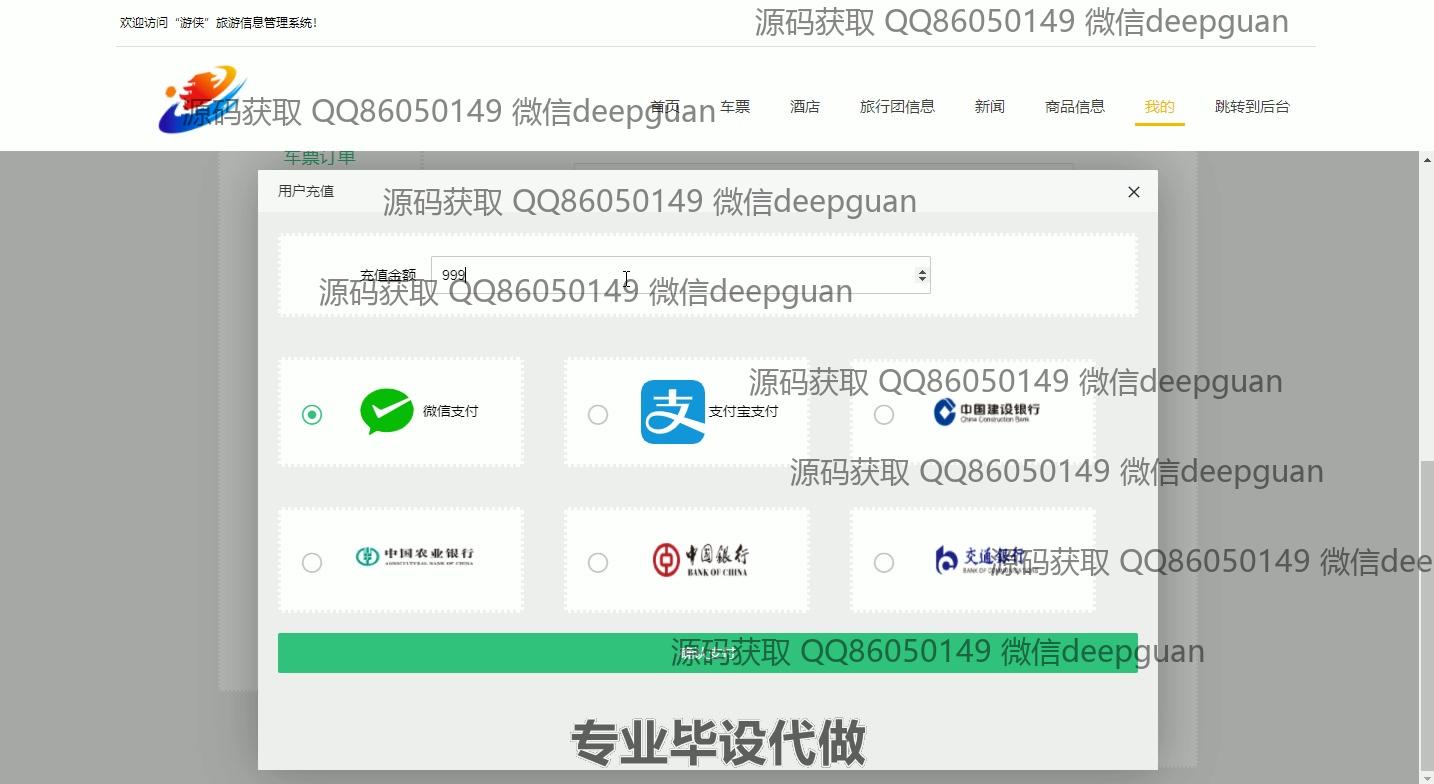 欢迎访问“游侠”旅游信息管理系统！
源码获取 QQ86050149 微信deepguan
源码获取 QQ86050149 微信deepguan
首页
车票
酒店
旅行团信息
新闻
商品信息
我的
跳转到后台
车票订单
用户充值
源码获取 QQ86050149 微信deepguan
充值金额
999
源码获取 QQ86050149 微信deepguan
源码获取 QQ86050149 微信deepguan
微信支付
支
支付宝支付
中国建设银行
China Construction Bank
源码获取 QQ86050149 微信deepguan
中国农业银行
AGRICULTURAL BANK OF CHINA
中国银行
BANK OF CHINA
交通银行
BANK OF COMMUNICATIONS
源码获取 QQ86050149 微信dee
源码获取 QQ86050149 微信deepguan
确认支付
专业毕设代做